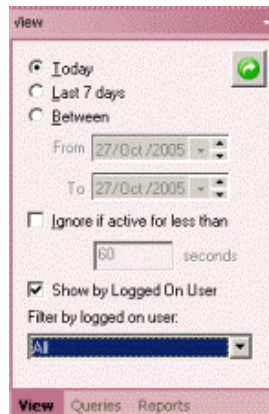 View
Today
Last 7 days
Between
From 27/Oct/2005
To 27/Oct/2005
Ignore if active for less than
60 seconds
Show by Logged On User
Filter by logged on user:
All
View Queries Reports